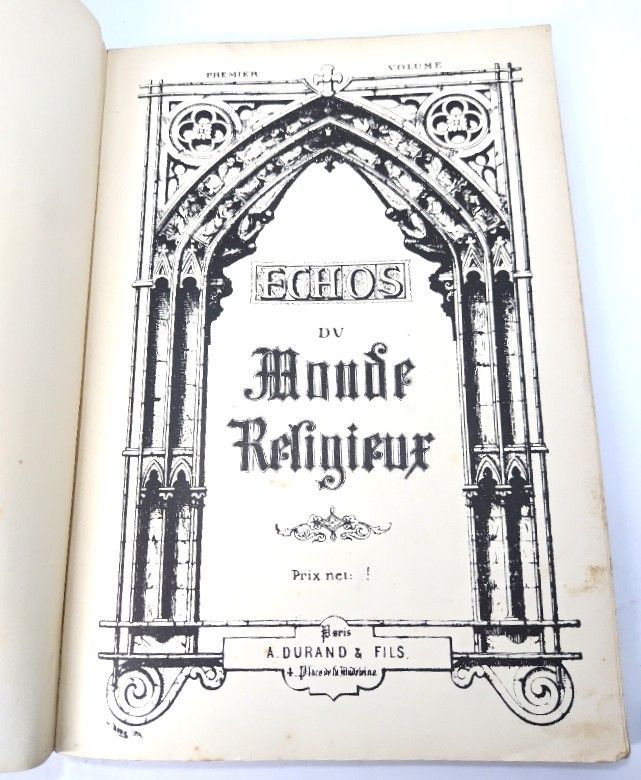 PREMIER VOLUME
ECHOS
DU
Monde
Religieux
Prix net: !
Paris
A. DURAND & FILS.
4. Place de la Madeleine